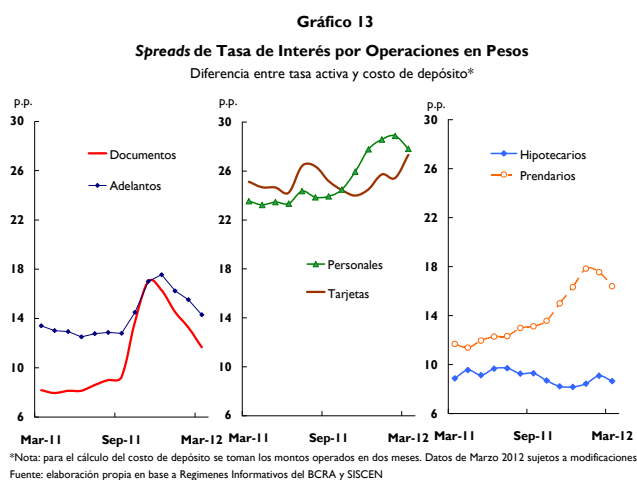 Gráfico 13
Spreads de Tasa de Interés por Operaciones en Pesos
Diferencia entre tasa activa y costo de depósito*
p.p.
30
26
22
18
14
10
6
Documentos
Adelantos
Mar-11
Sep-11
Mar-12
p.p.
30
26
22
18
14
10
6
Personales
Tarjetas
Mar-11
Sep-11
Mar-12
p.p.
30
26
22
18
14
10
6
Hipotecarios
Prendarios
Mar-11
Sep-11
Mar-12
*Nota: para el cálculo del costo de depósito se toman los montos operados en dos meses. Datos de Marzo 2012 sujetos a modificaciones
Fuente: elaboración propia en base a Regimenes Informativos del BCRA y SISCEN